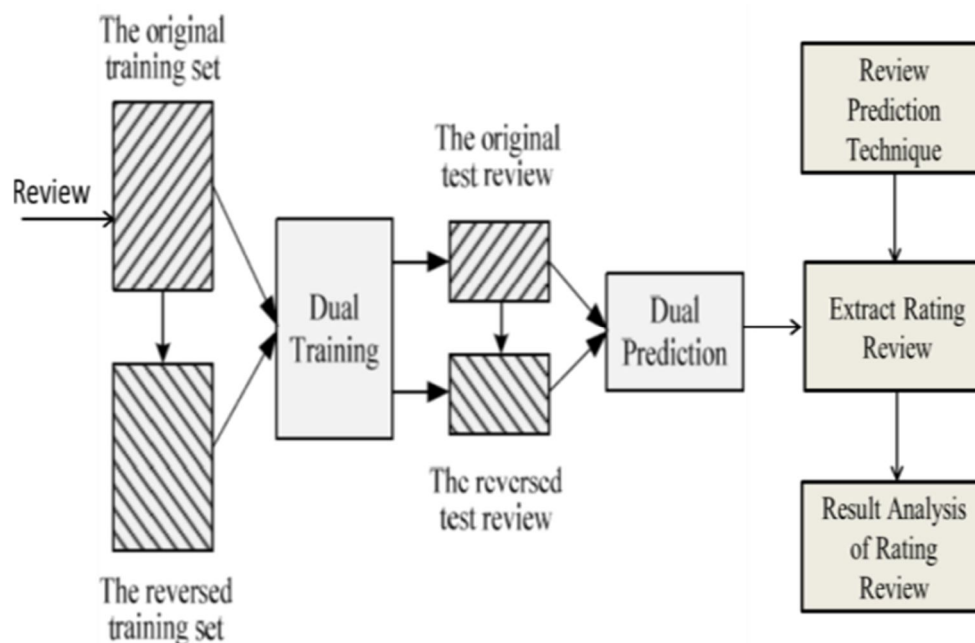 The original
training set
Review
The reversed
training set
Dual
Training
The original
test review
The reversed
test review
Dual
Prediction
Review
Prediction
Technique
Extract Rating
Review
Result Analysis
of Rating
Review